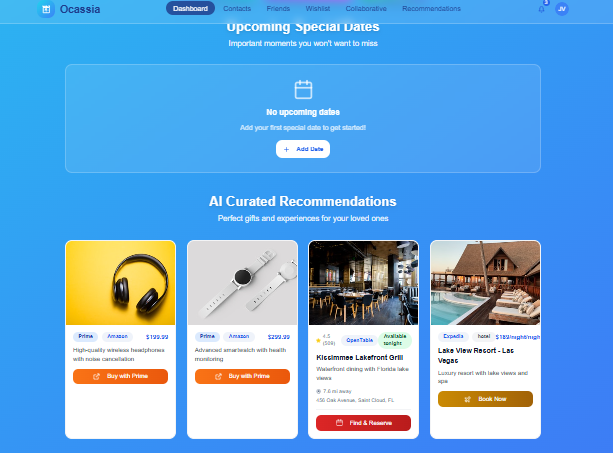 Ocassia
Dashboard
Contacts
Friends
Wishlist
Collaborative
Recommendations
3
JV
Upcoming Special Dates
Important moments you won't want to miss
No upcoming dates
Add your first special date to get started!
+ Add Date
AI Curated Recommendations
Perfect gifts and experiences for your loved ones
Prime
Amazon
$199.99
High-quality wireless headphones
with noise cancellation
Buy with Prime
Prime
Amazon
$299.99
Advanced smartwatch with health
monitoring
Buy with Prime
4.5
(509)
OpenTable
Available
tonight
Kissimmee Lakefront Grill
Waterfront dining with Florida lake
views
7.6 mi away
456 Oak Avenue, Saint Cloud, FL
Find & Reserve
Expedia
hotel
$189/night/nigh
Lake View Resort - Las
Vegas
Luxury resort with lake views and
spa
Book Now